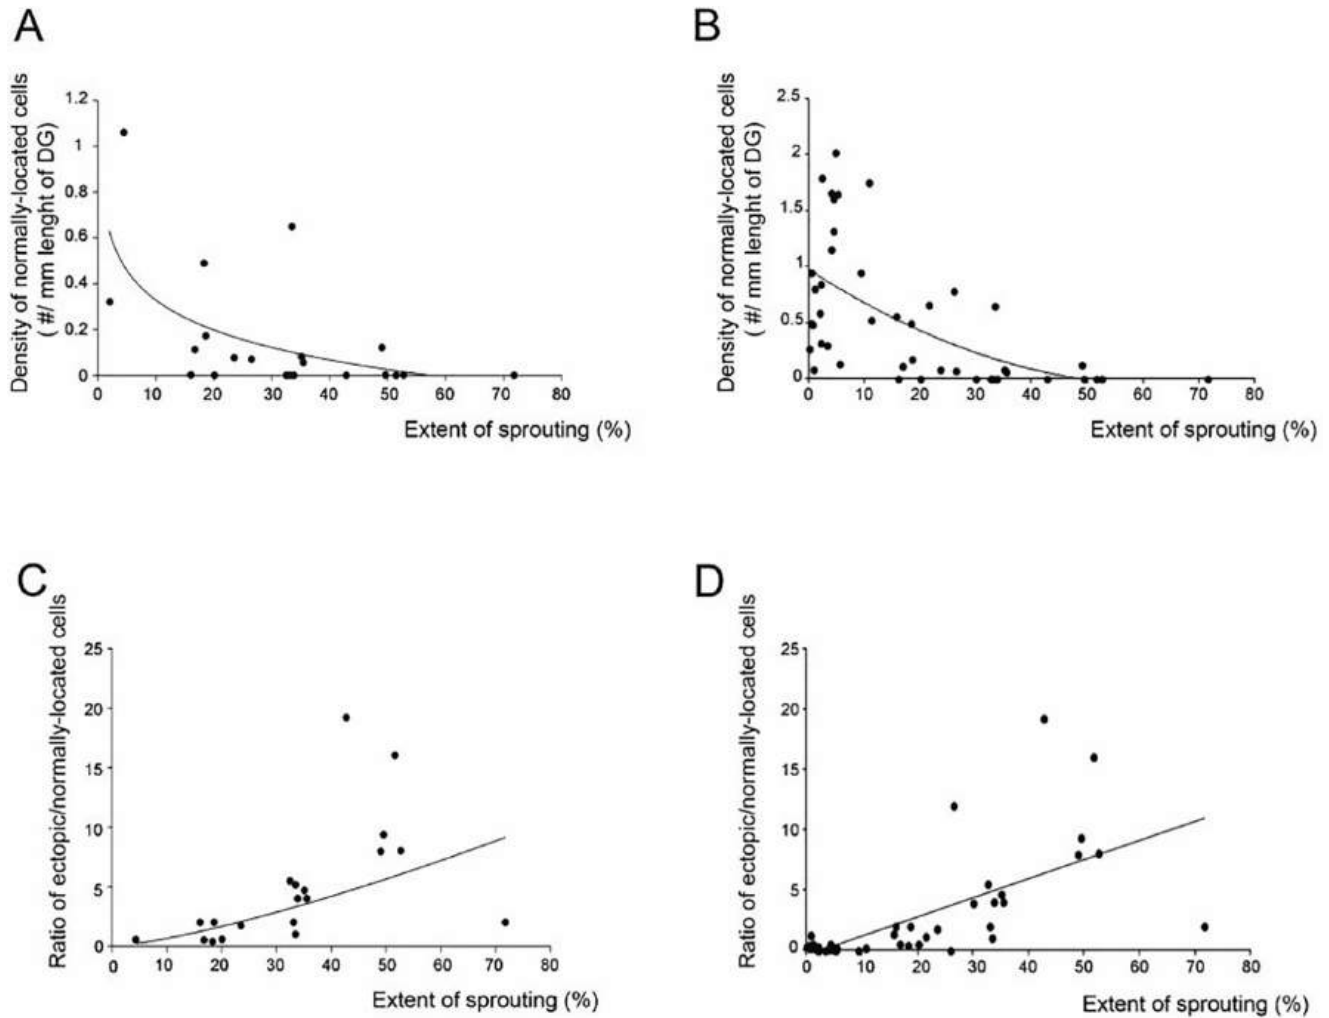 A
Density of normally-located cells
( #/ mm lenght of DG)
1.2
1
0.8
0.6
0.4
0.2
0
0 10 20 30 40 50 60 70 80
Extent of sprouting (%)
B
Density of normally-located cells
( #/ mm lenght of DG)
2.5
2
1.5
1
0.5
0
0 10 20 30 40 50 60 70 80
Extent of sprouting (%)
C
Ratio of ectopic/normally-located cells
25
20
15
10
5
0
0 10 20 30 40 50 60 70 80
Extent of sprouting (%)
D
Ratio of ectopic/normally-located cells
25
20
15
10
5
0
0 10 20 30 40 50 60 70 80
Extent of sprouting (%)